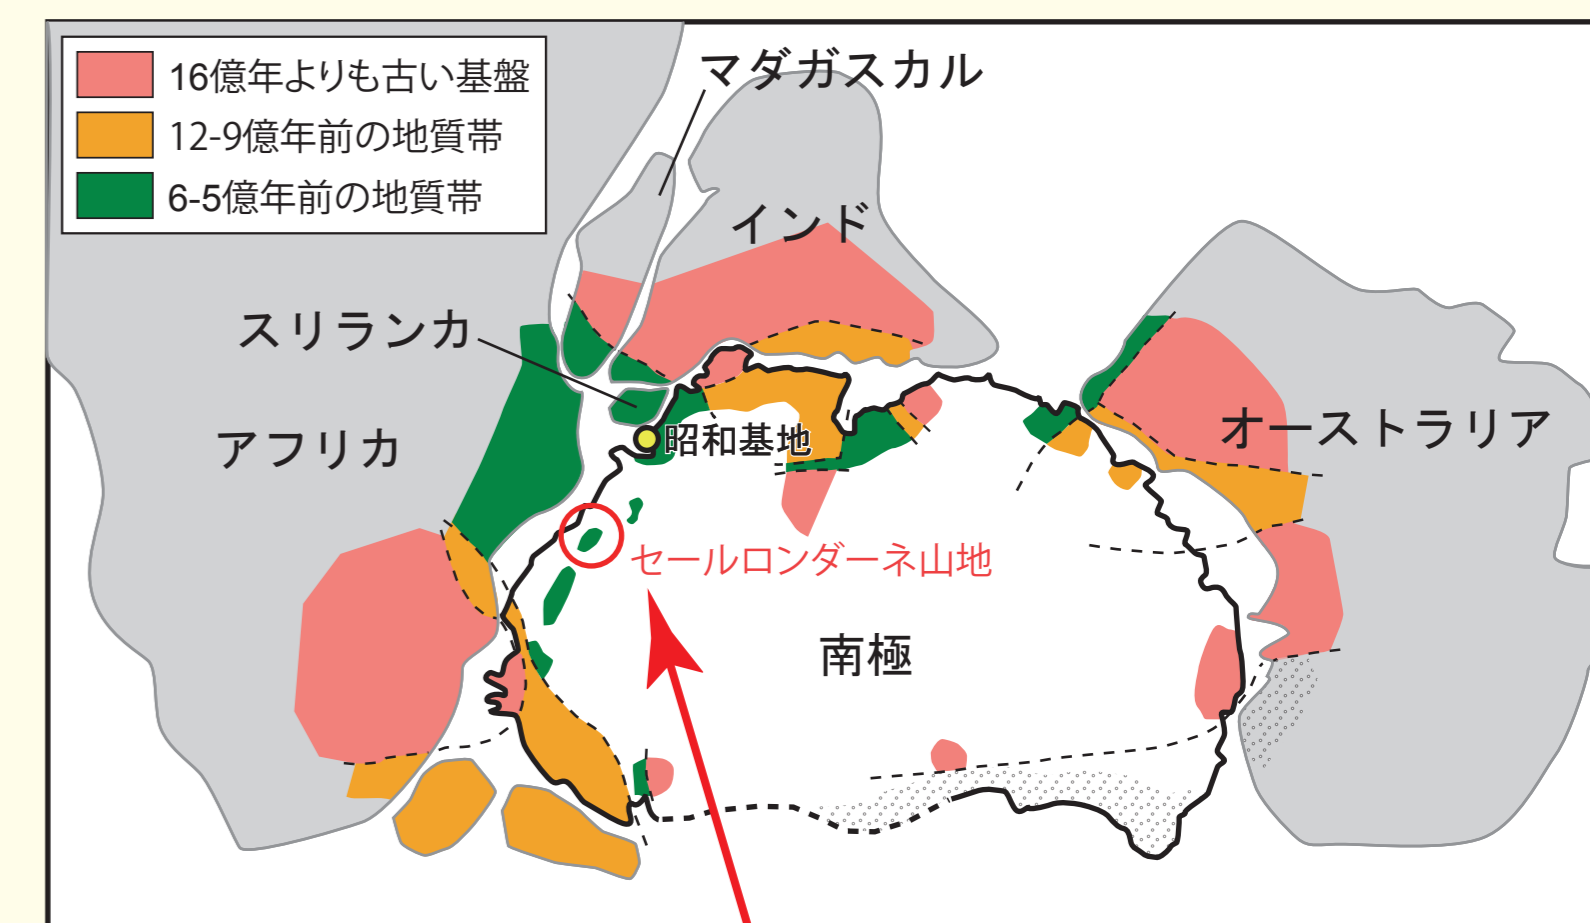 16億年よりも古い基盤
12-9億年前の地質帯
6-5億年前の地質帯
マダガスカル
インド
スリランカ
アフリカ
昭和基地
オーストラリア
セールロンダーネ山地
南極